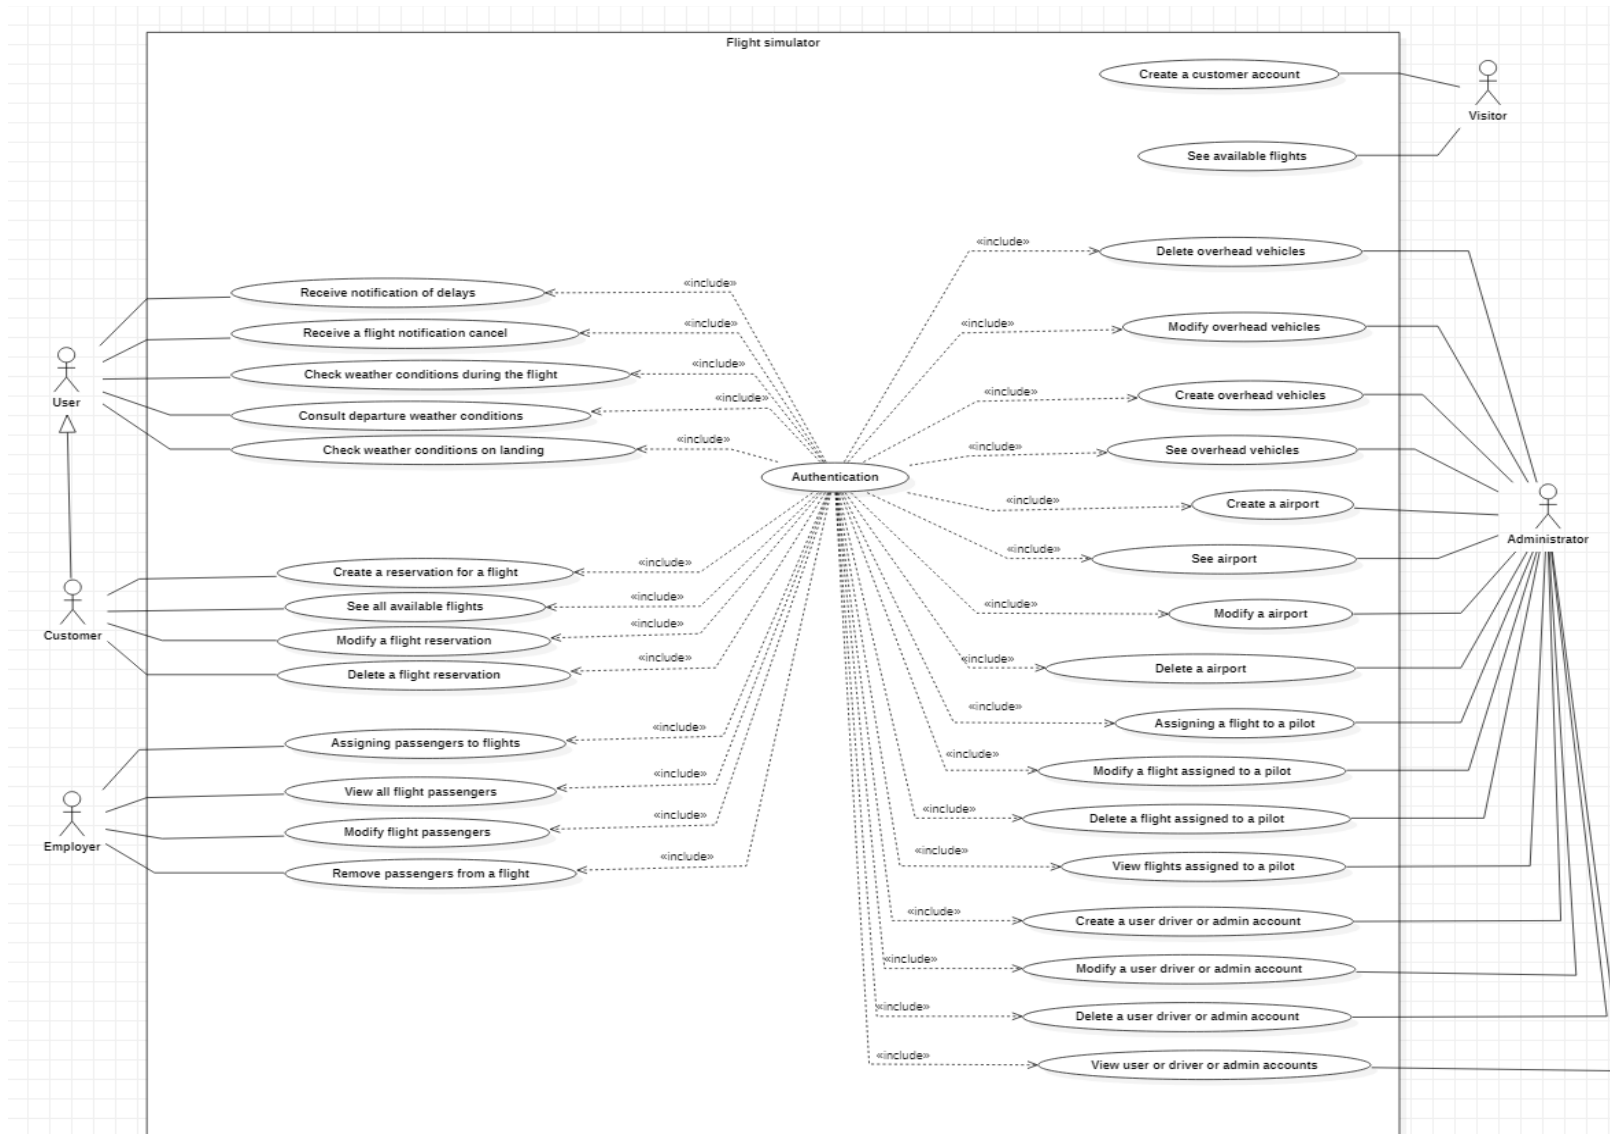 Flight simulator
Create a customer account
Visitor
See available flights
«include»
Delete overhead vehicles
«include»
Receive notification of delays
«include»
Modify overhead vehicles
«include»
Receive a flight notification cancel
«include»
Check weather conditions during the flight
«include»
Create overhead vehicles
«include»
User
Consult departure weather conditions
«include»
Check weather conditions on landing
«include»
See overhead vehicles
Authentication
«include»
Create a airport
Administrator
«include»
See airport
«include»
Create a reservation for a flight
«include»
See all available flights
«include»
Modify a airport
«include»
Customer
Modify a flight reservation
«include»
Delete a flight reservation
«include»
Delete a airport
«include»
Assigning a flight to a pilot
«include»
Assigning passengers to flights
«include»
Modify a flight assigned to a pilot
«include»
View all flight passengers
«include»
Delete a flight assigned to a pilot
«include»
Modify flight passengers
Employer
«include»
View flights assigned to a pilot
«include»
Remove passengers from a flight
«include»
Create a user driver or admin account
«include»
Modify a user driver or admin account
«include»
Delete a user driver or admin account
«include»
View user or driver or admin accounts